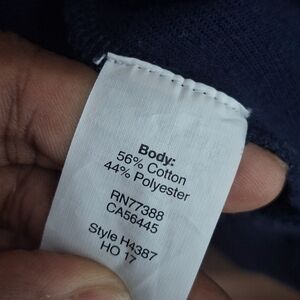 Body:
56% Cotton
44% Polyester
RN77388
CA56445
Style H4387
HO 17